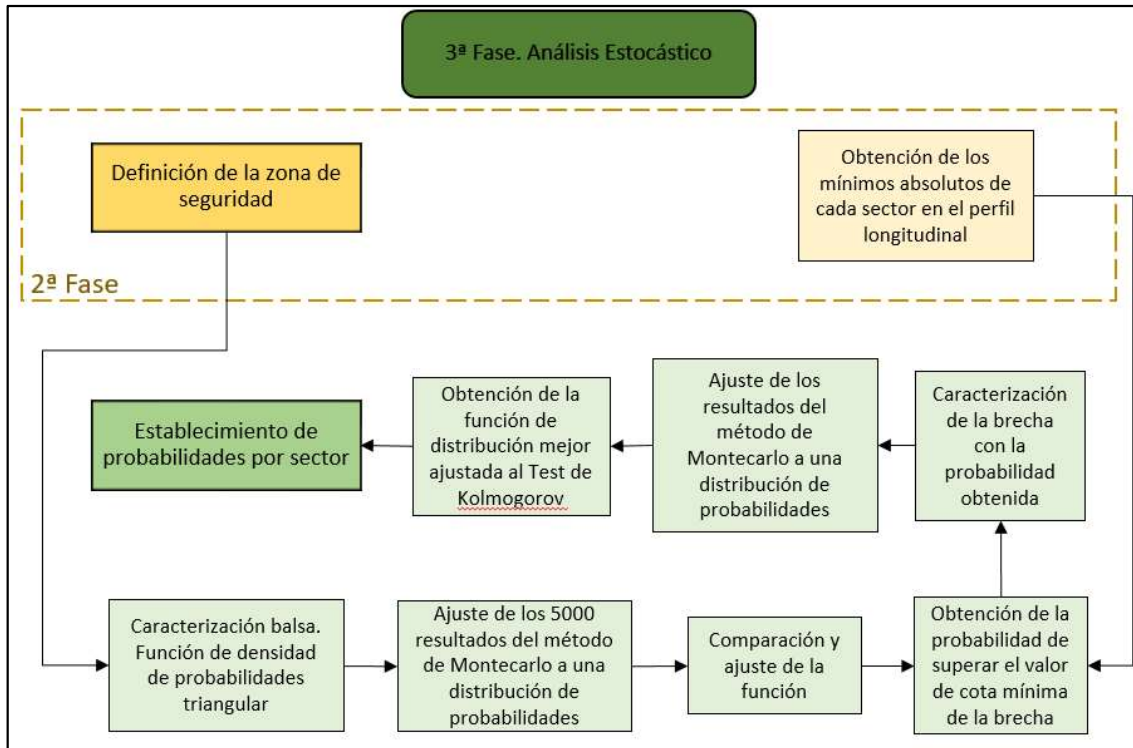 3ª Fase. Análisis Estocástico
Definición de la zona de
seguridad
Obtención de los
mínimos absolutos de
cada sector en el perfil
longitudinal
2ª Fase
Establecimiento de
probabilidades por sector
Obtención de la
función de
distribución mejor
ajustada al Test de
Kolmogorov
Ajuste de los
resultados del
método de
Montecarlo a una
distribución de
probabilidades
Caracterización
de la brecha
con la
probabilidad
obtenida
Caracterización balsa.
Función de densidad
de probabilidades
triangular
Ajuste de los 5000
resultados del método
de Montecarlo a una
distribución de
probabilidades
Comparación y
ajuste de la
función
Obtención de la
probabilidad de
superar el valor
de cota mínima
de la brecha